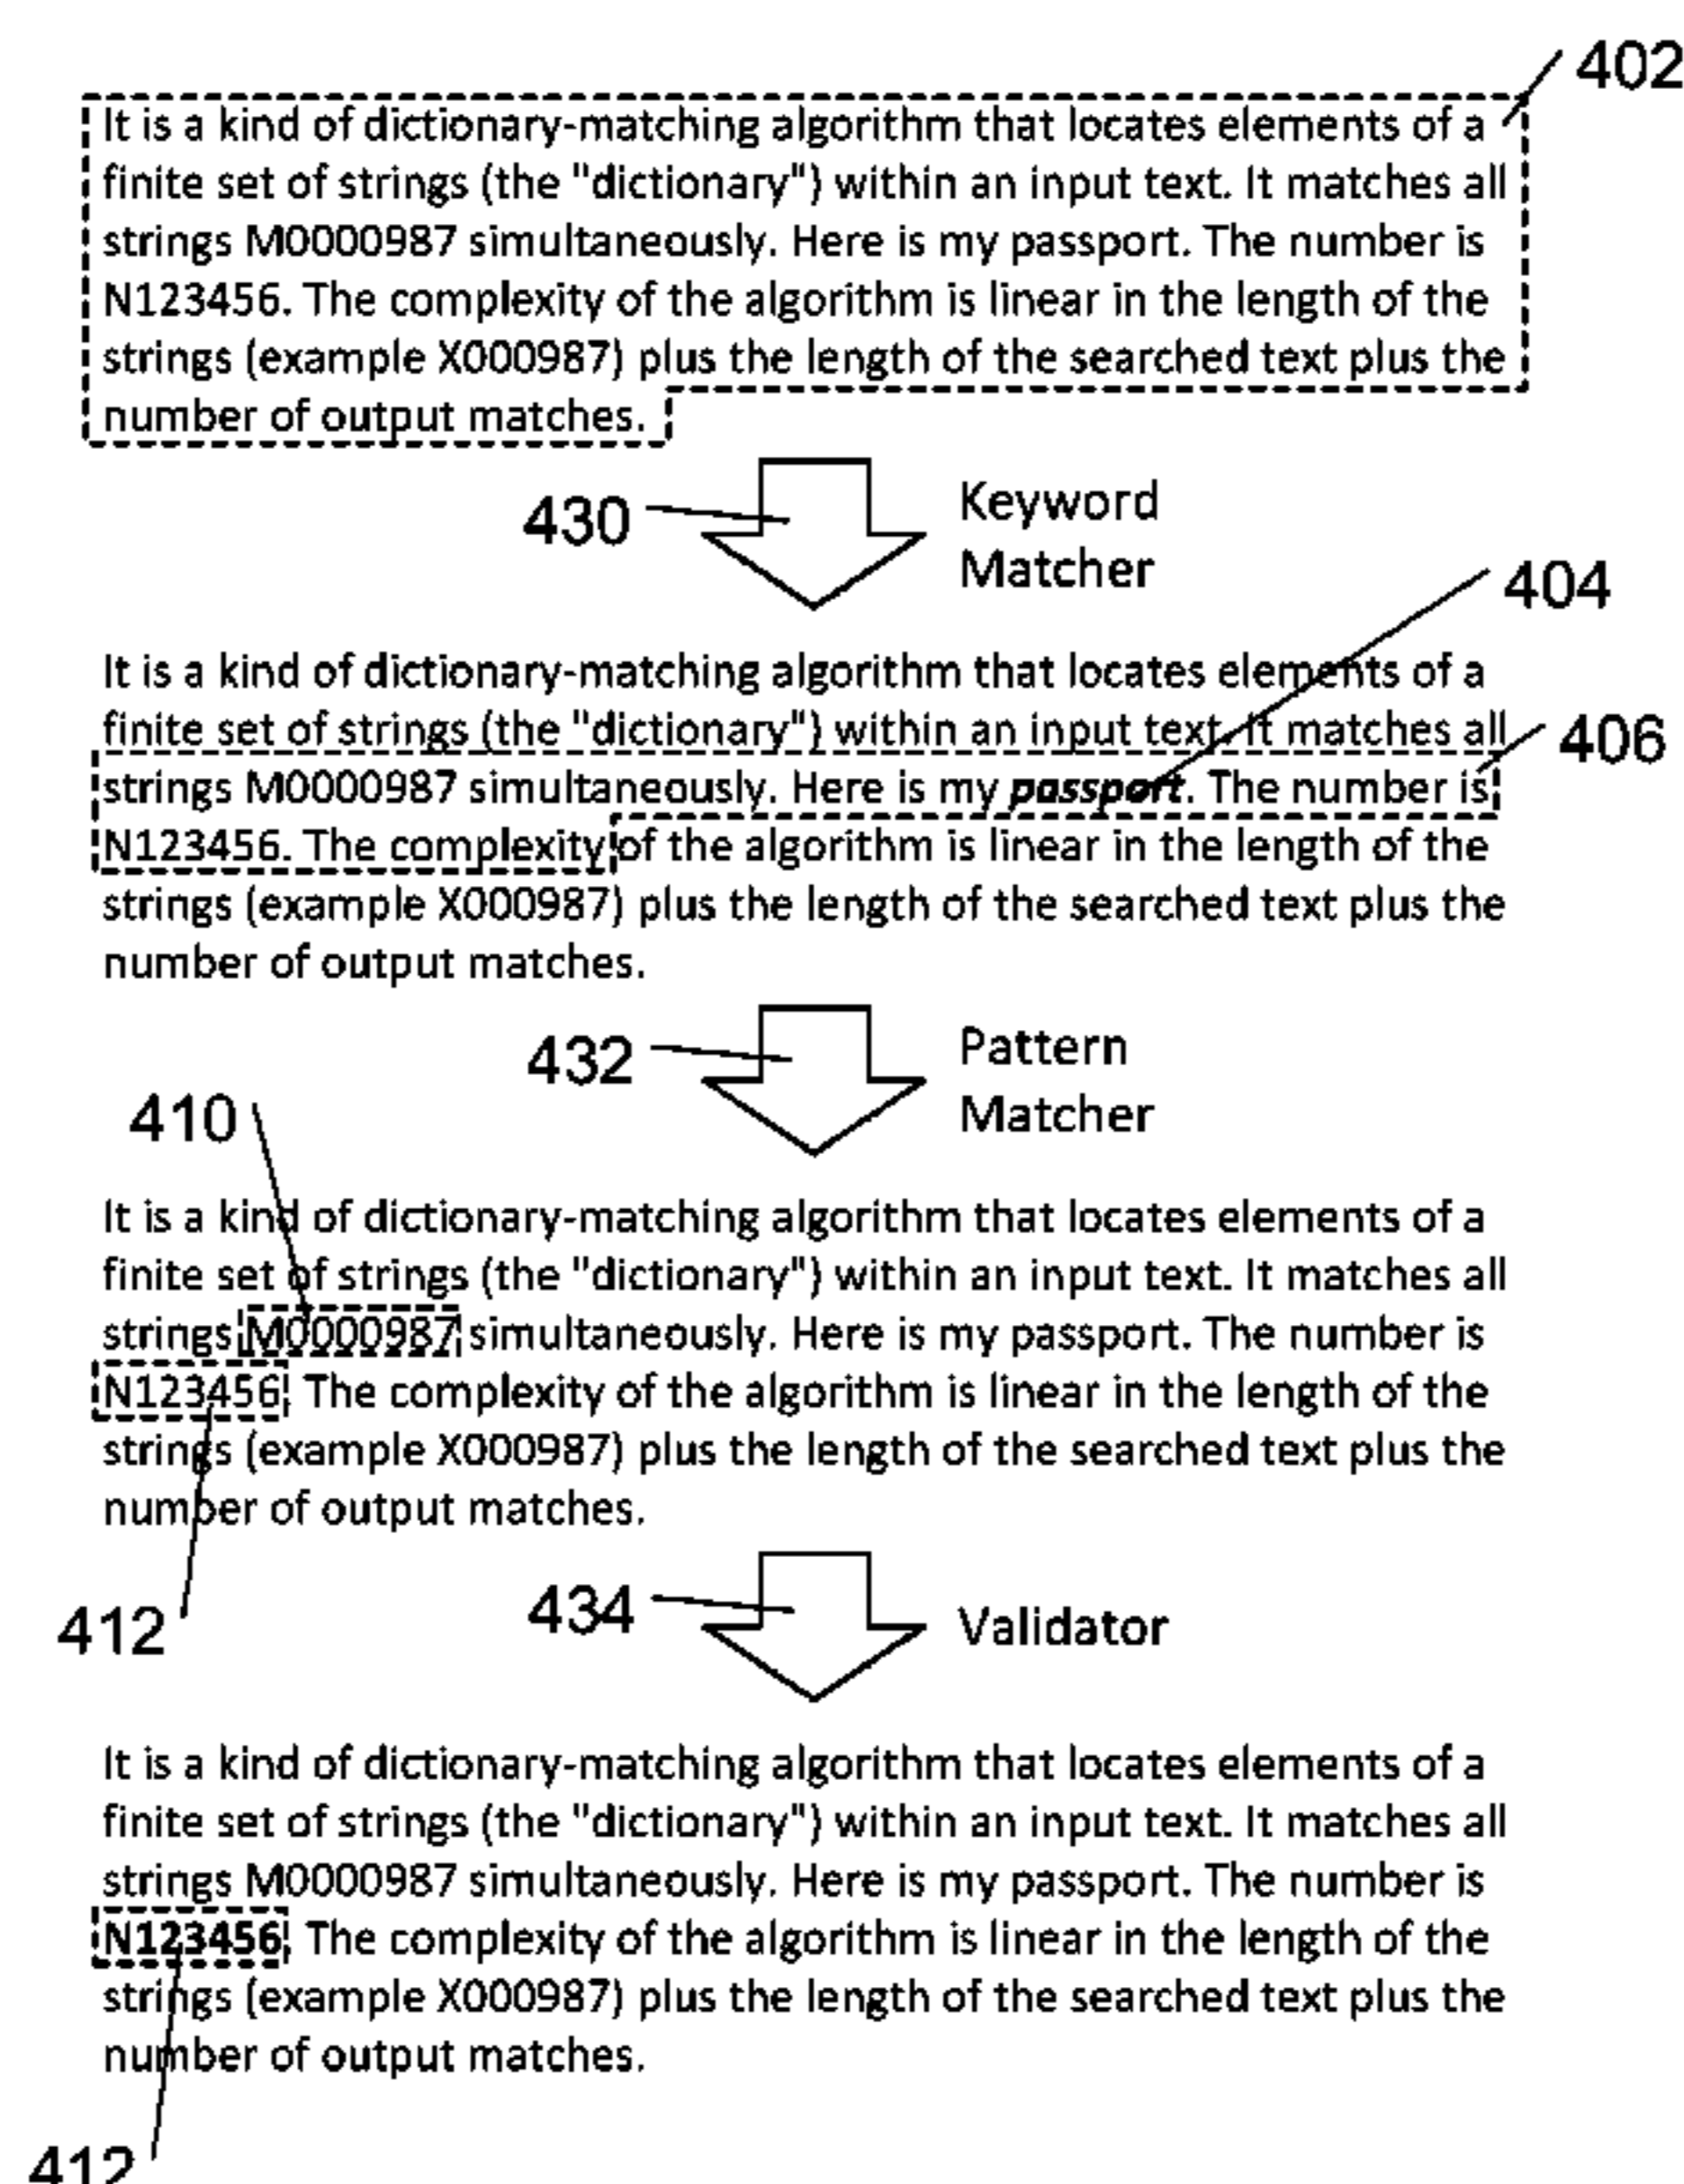 402
It is a kind of dictionary-matching algorithm that locates elements of a
finite set of strings (the "dictionary") within an input text. It matches all
strings M0000987 simultaneously. Here is my passport. The number is
N123456. The complexity of the algorithm is linear in the length of the
strings (example X000987) plus the length of the searched text plus the
number of output matches.
430
Keyword
Matcher
404
It is a kind of dictionary-matching algorithm that locates elements of a
finite set of strings (the "dictionary") within an input text. It matches all
406
strings M0000987 simultaneously. Here is my passport. The number is
N123456. The complexity of the algorithm is linear in the length of the
strings (example X000987) plus the length of the searched text plus the
number of output matches.
432
Pattern
Matcher
410
It is a kind of dictionary-matching algorithm that locates elements of a
finite set of strings (the "dictionary") within an input text. It matches all
strings M0000987 simultaneously. Here is my passport. The number is
N123456. The complexity of the algorithm is linear in the length of the
strings (example X000987) plus the length of the searched text plus the
number of output matches.
412
434
Validator
It is a kind of dictionary-matching algorithm that locates elements of a
finite set of strings (the "dictionary") within an input text. It matches all
strings M0000987 simultaneously. Here is my passport. The number is
N123456. The complexity of the algorithm is linear in the length of the
strings (example X000987) plus the length of the searched text plus the
number of output matches.
412